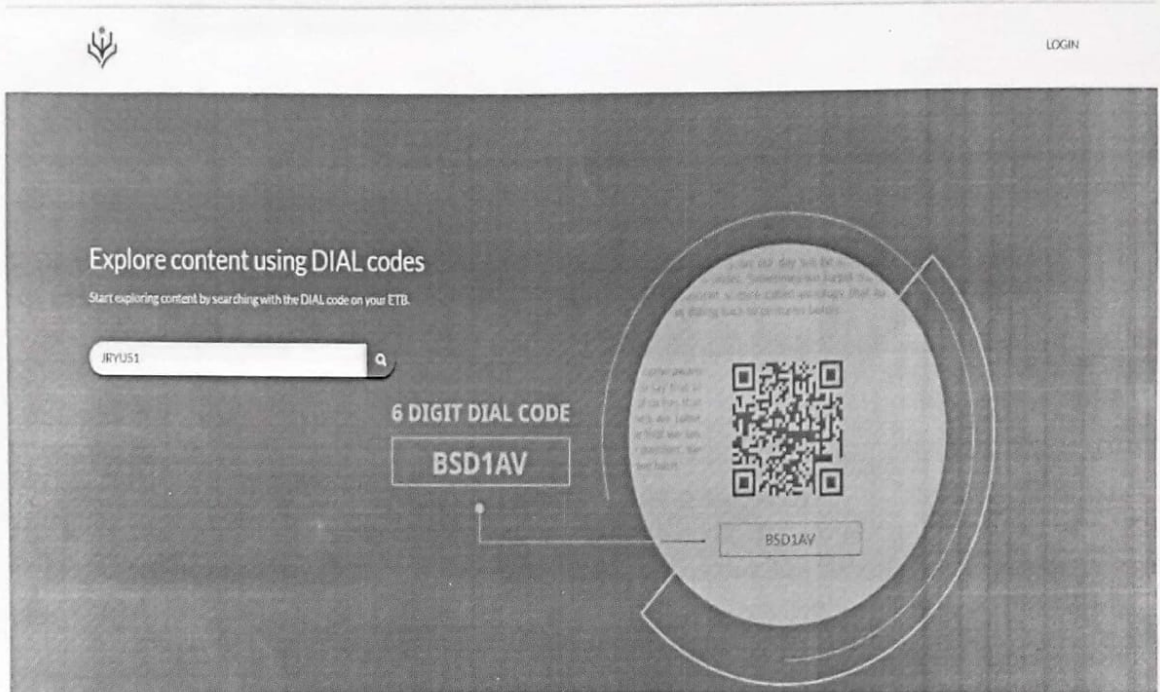 LOGIN
Explore content using DIAL codes
Start exploring content by searching with the DIAL code on your ETB.
JRYU51
6 DIGIT DIAL CODE
BSD1AV
BSD1AV